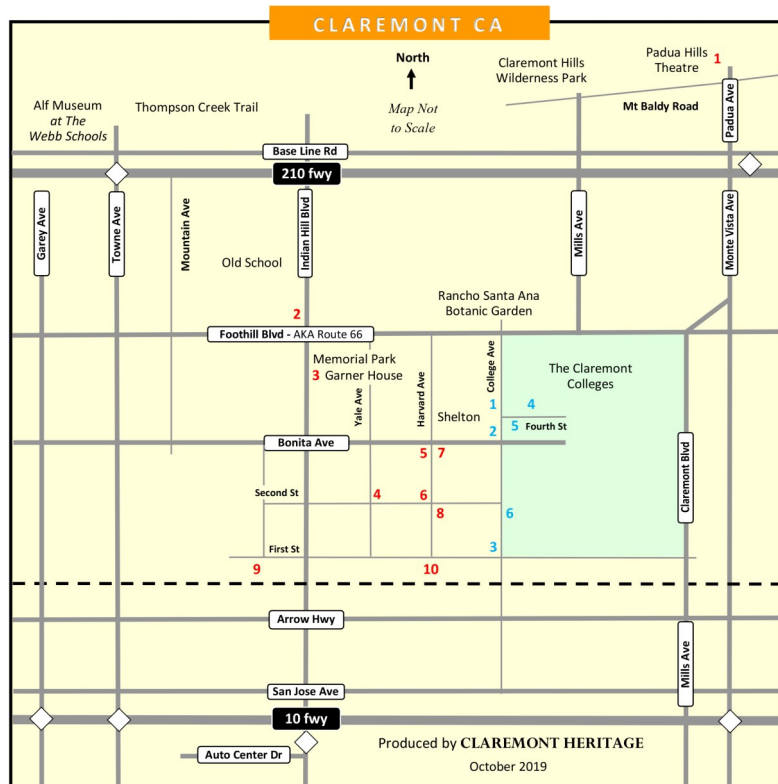 CLAREMONT CA
North
Map Not
to Scale
Claremont Hills
Wilderness Park
Padua Hills
Theatre
1
Mt Baldy Road
Padua Ave
Alf Museum
at The
Webb Schools
Thompson Creek Trail
Base Line Rd
210 fwy
Garey Ave
Towne Ave
Mountain Ave
Indian Hill Blvd
Mills Ave
Monte Vista Ave
Old School
Rancho Santa Ana
Botanic Garden
2
Foothill Blvd - AKA Route 66
Memorial Park
3 Garner House
Yale Ave
Harvard Ave
College Ave
The Claremont
Colleges
Shelton
1
4
2
5
Fourth St
Bonita Ave
Claremont Blvd
5
7
Second St
4
6
8
6
First St
3
9
10
Arrow Hwy
Mills Ave
San Jose Ave
10 fwy
Auto Center Dr
Produced by CLAREMONT HERITAGE
October 2019